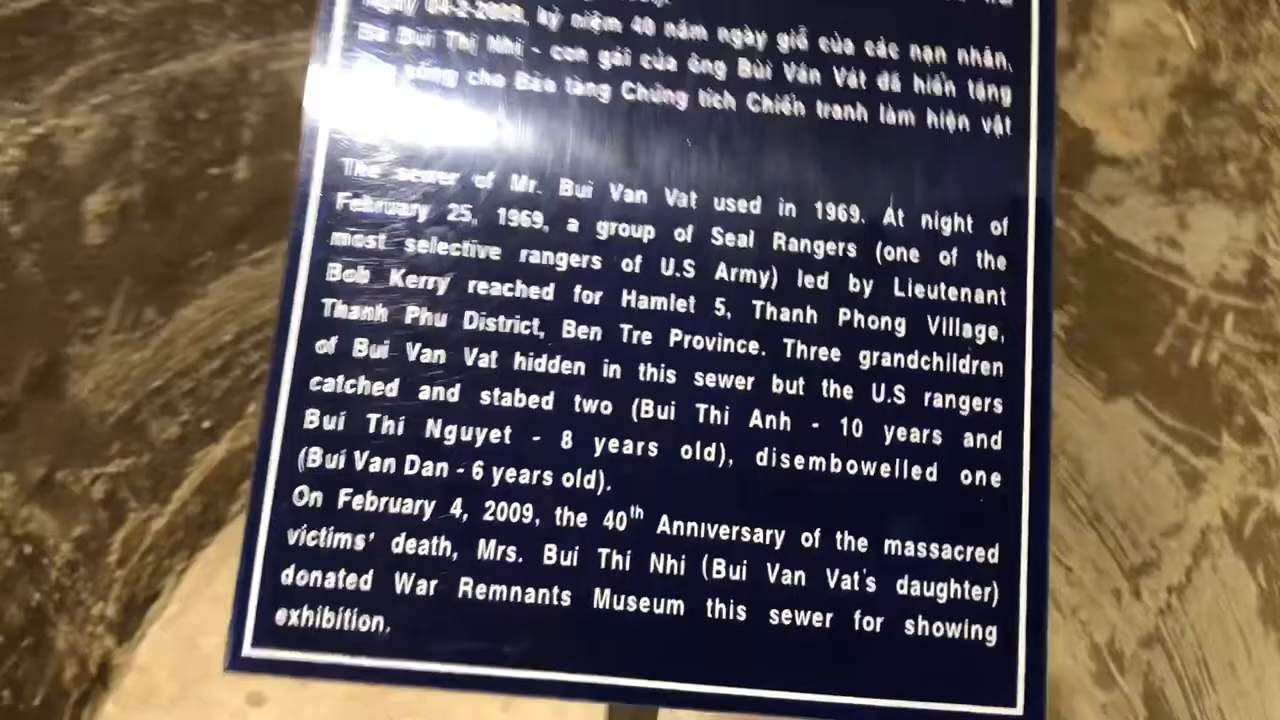 ngày 04-2-2009, kỷ niệm 40 năm ngày giỗ của các nạn nhân,
Bà Bùi Thị Nhi - con gái của ông Bùi Văn Vát đã hiến tặng
cho Bảo tàng Chứng tích Chiến tranh làm hiện vật
The sewer of Mr. Bui Van Vat used in 1969. At night of
February 25, 1969, a group of Seal Rangers (one of the
most selective rangers of U.S Army) led by Lieutenant
Bob Kerry reached for Hamlet 5, Thanh Phong Village,
Thanh Phu District, Ben Tre Province. Three grandchildren
of Bui Van Vat hidden in this sewer but the U.S rangers
catched and stabed two (Bui Thi Anh - 10 years and
Bui Thi Nguyet - 8 years old), disembowelled one
(Bui Van Dan - 6 years old).
On February 4, 2009, the 40th Anniversary of the massacred
victims' death, Mrs. Bui Thi Nhi (Bui Van Vat's daughter)
donated War Remnants Museum this sewer for showing
exhibition.